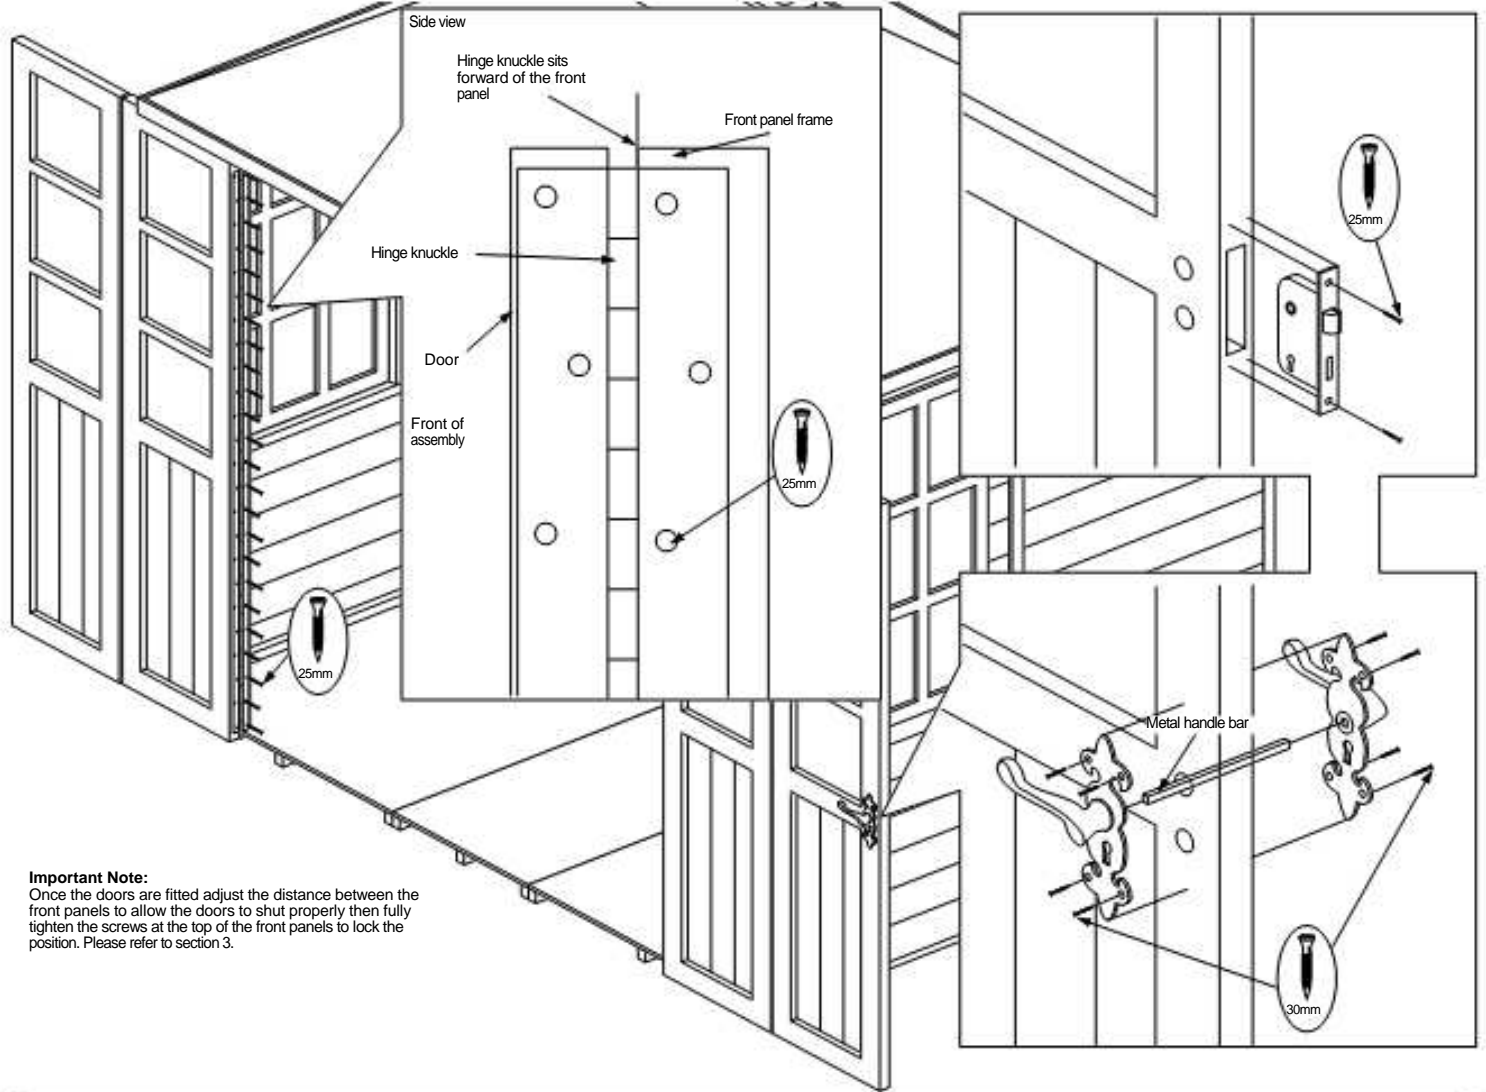 Side view
Hinge knuckle sits
forward of the front
panel
Front panel frame
Hinge knuckle
Door
Front of
assembly
25mm
25mm
25mm
Metal handle bar
30mm
Important Note:
Once the doors are fitted adjust the distance between the
front panels to allow the doors to shut properly then fully
tighten the screws at the top of the front panels to lock the
position. Please refer to section 3.